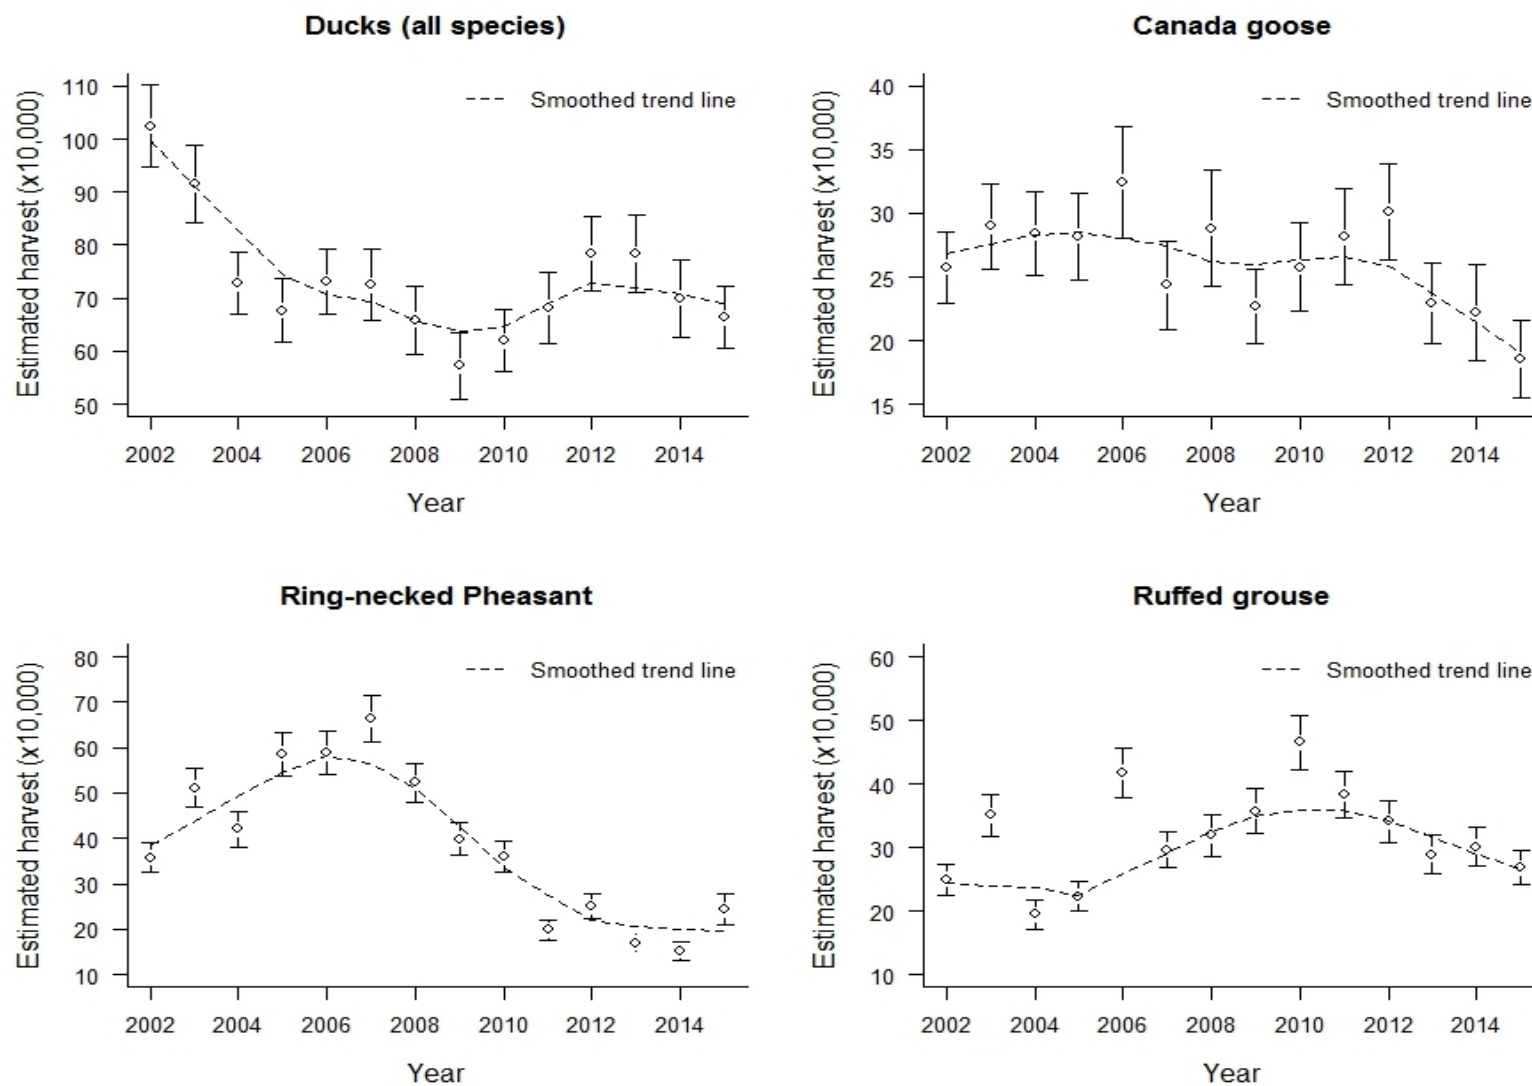 Ducks (all species)
Estimated harvest (x10,000)
110
100
90
80
70
60
50
Smoothed trend line
2002 2004 2006 2008 2010 2012 2014
Year
Canada goose
Estimated harvest (x10,000)
40
35
30
25
20
15
Smoothed trend line
2002 2004 2006 2008 2010 2012 2014
Year
Ring-necked Pheasant
Estimated harvest (x10,000)
80
70
60
50
40
30
20
10
Smoothed trend line
2002 2004 2006 2008 2010 2012 2014
Year
Ruffed grouse
Estimated harvest (x10,000)
60
50
40
30
20
10
Smoothed trend line
2002 2004 2006 2008 2010 2012 2014
Year